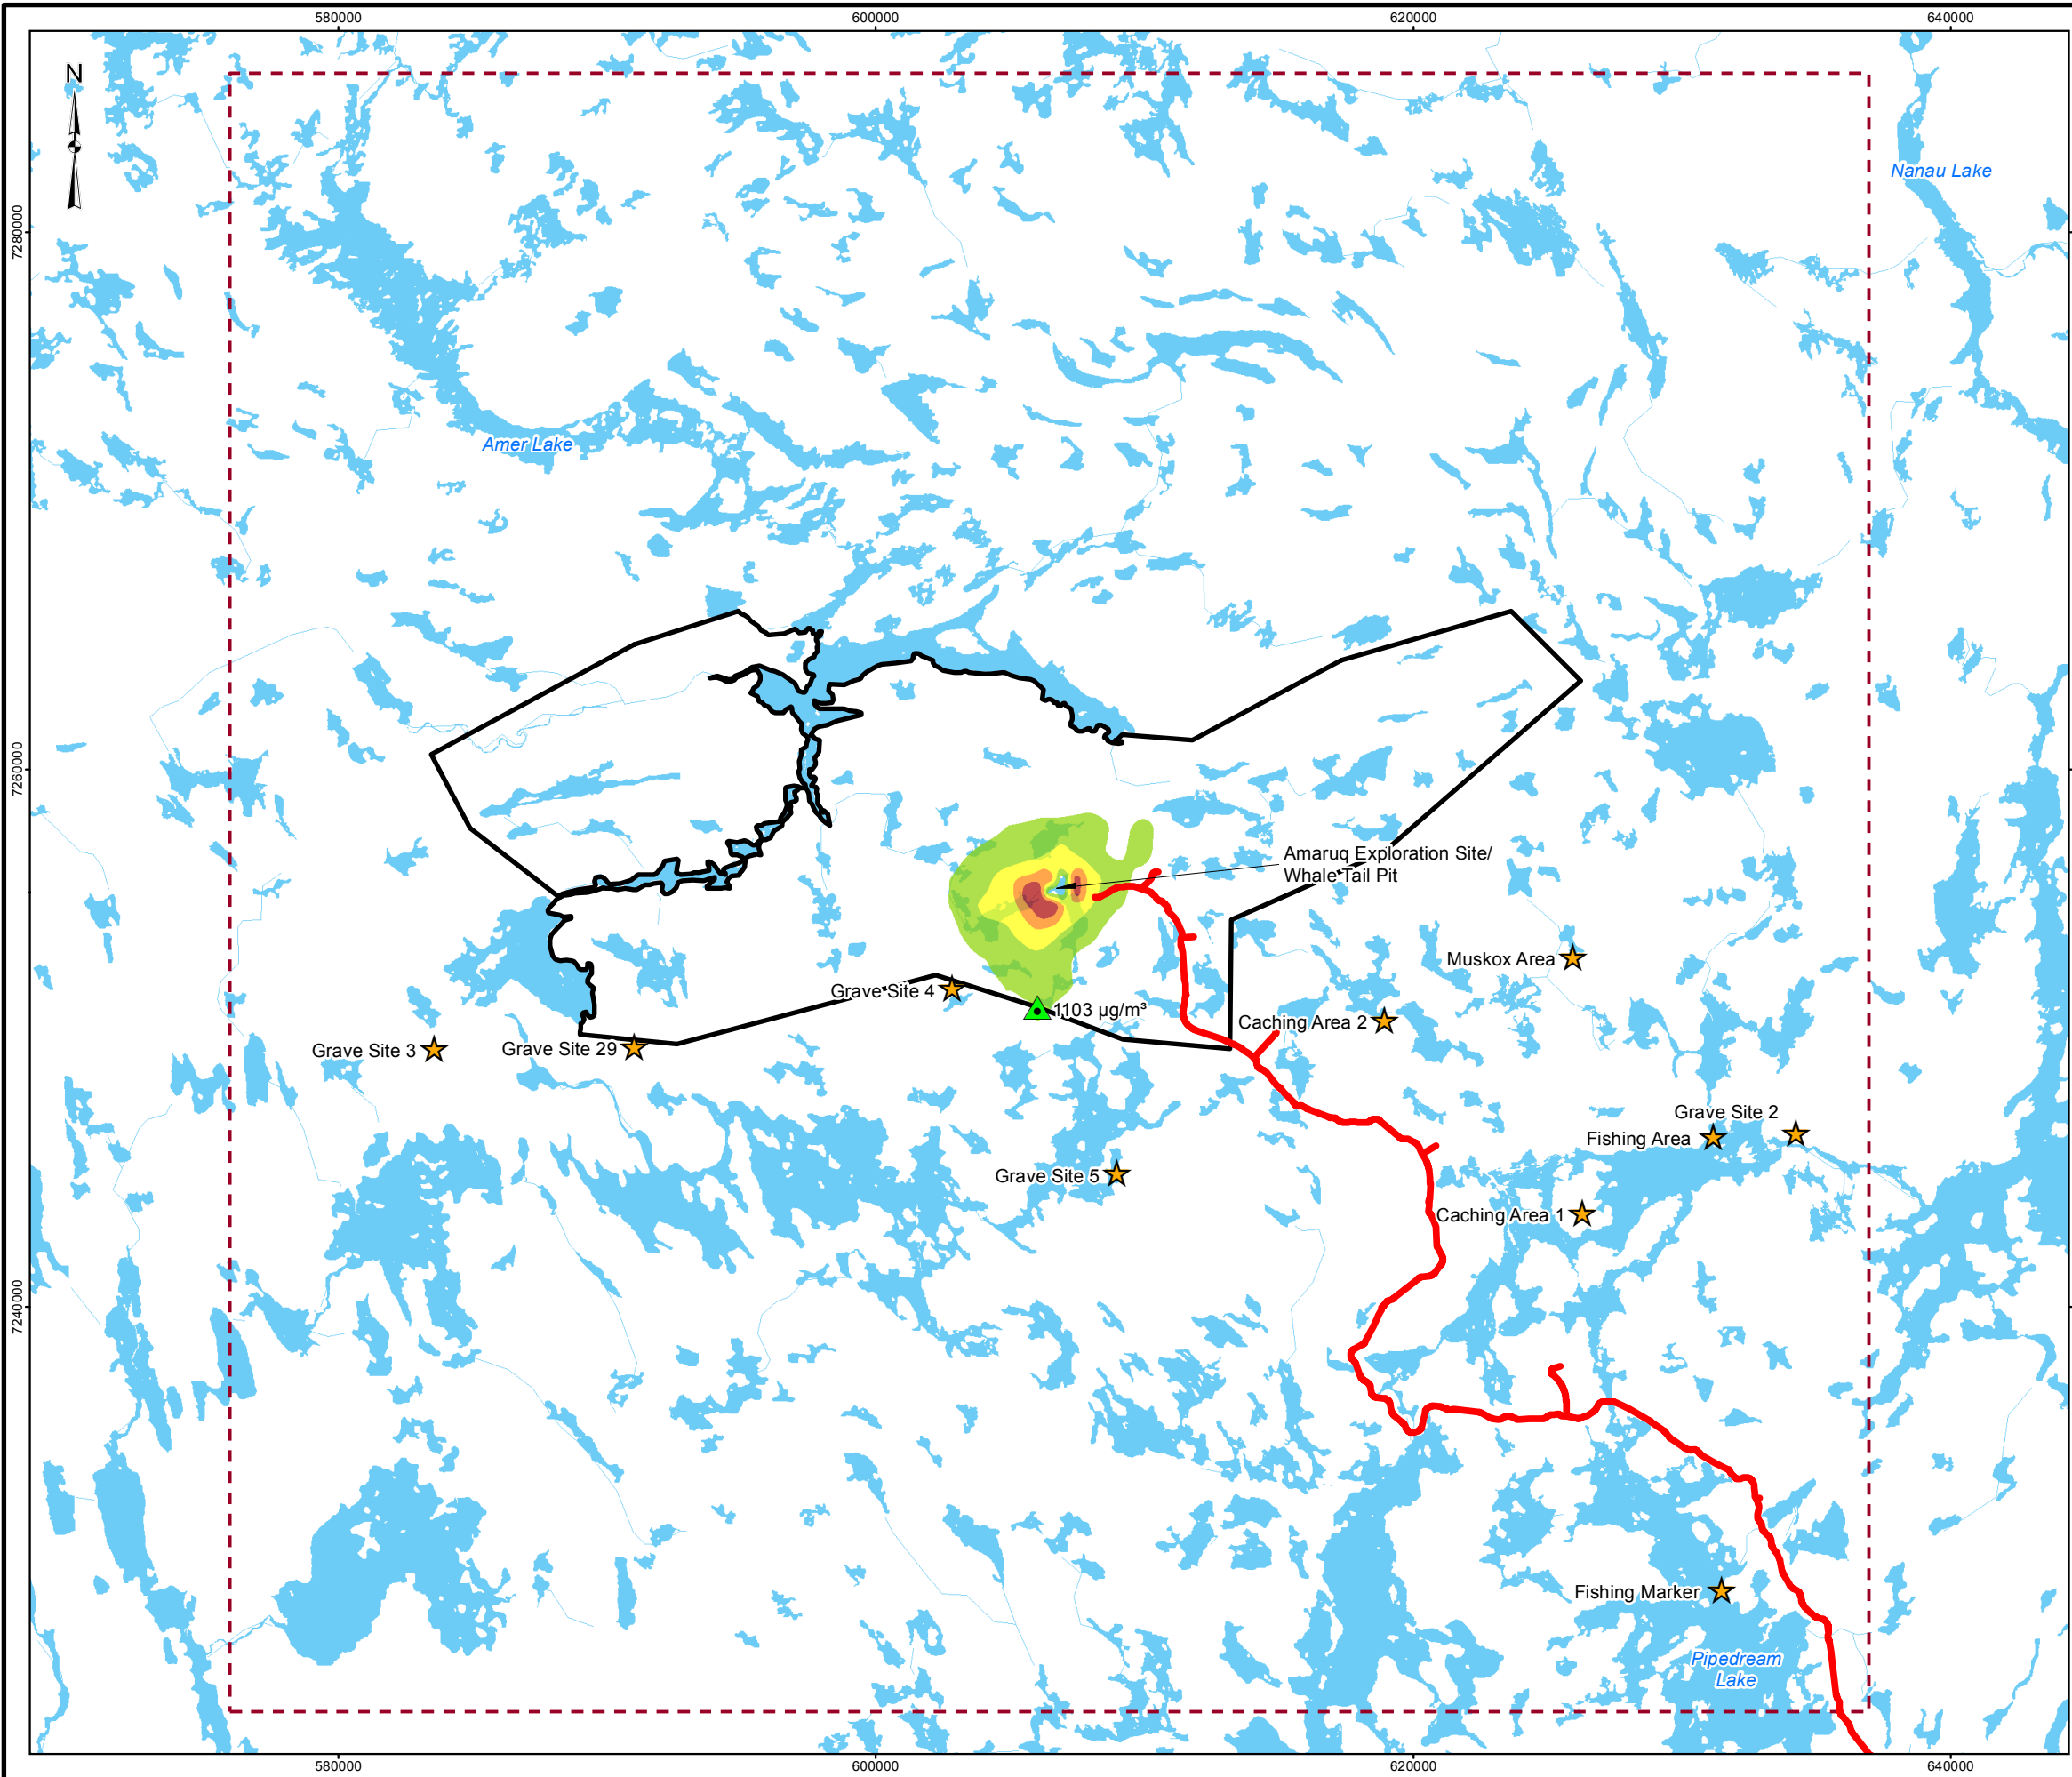 580000
600000
620000
640000
N
Nanau Lake
7280000
Amer Lake
7260000
Amaruq Exploration Site/
Whale Tail Pit
Muskox Area
Grave Site 4
1103 µg/m³
Caching Area 2
Grave Site 3
Grave Site 29
Grave Site 2
Fishing Area
Grave Site 5
Caching Area 1
7240000
Fishing Marker
Pipedream
Lake
580000
600000
620000
640000